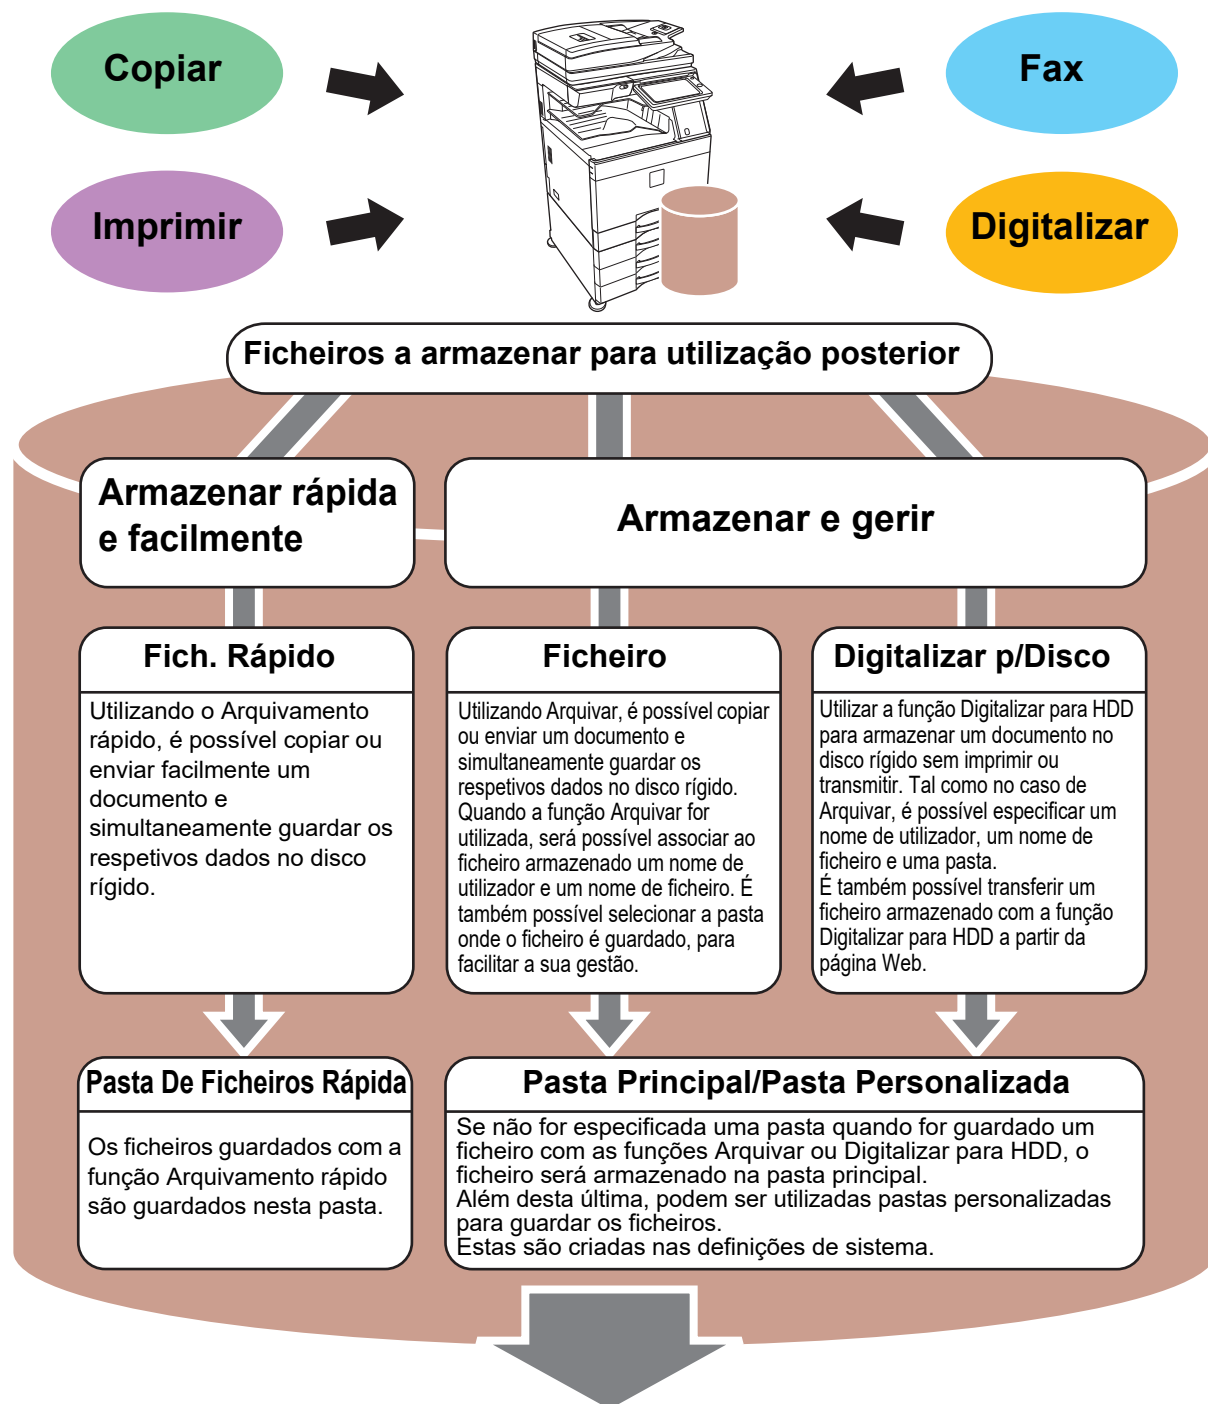 Copiar
Fax
Imprimir
Digitalizar
Ficheiros a armazenar para utilização posterior
Armazenar rápida
e facilmente
Armazenar e gerir
Fich. Rápido
Utilizando o Arquivamento
rápido, é possível copiar ou
enviar facilmente um
documento e
simultaneamente guardar os
respetivos dados no disco
rígido.
Ficheiro
Utilizando Arquivar, é possível copiar
ou enviar um documento e
simultaneamente guardar os
respetivos dados no disco rígido.
Quando a função Arquivar for
utilizada, será possível associar ao
ficheiro armazenado um nome de
utilizador e um nome de ficheiro. É
também possível selecionar a pasta
onde o ficheiro é guardado, para
facilitar a sua gestão.
Digitalizar p/Disco
Utilizar a função Digitalizar para HDD
para armazenar um documento no
disco rígido sem imprimir ou
transmitir. Tal como no caso de
Arquivar, é possível especificar um
nome de utilizador, um nome de
ficheiro e uma pasta.
É também possível transferir um
ficheiro armazenado com a função
Digitalizar para HDD a partir da
página Web.
Pasta De Ficheiros Rápida
Os ficheiros guardados com a
função Arquivamento rápido
são guardados nesta pasta.
Pasta Principal/Pasta Personalizada
Se não for especificada uma pasta quando for guardado um
ficheiro com as funções Arquivar ou Digitalizar para HDD, o
ficheiro será armazenado na pasta principal.
Além desta última, podem ser utilizadas pastas personalizadas
para guardar os ficheiros.
Estas são criadas nas definições de sistema.